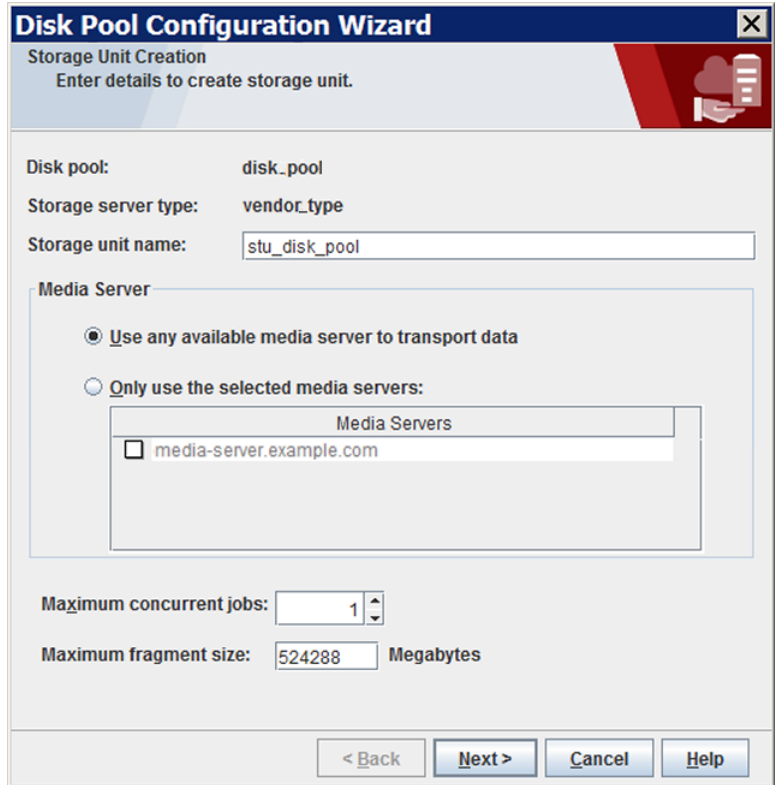 Disk Pool Configuration Wizard
Storage Unit Creation
Enter details to create storage unit.
Disk pool: disk_pool
Storage server type: vendor_type
Storage unit name: stu_disk_pool
Media Server
Use any available media server to transport data
Only use the selected media servers:
Media Servers
media-server.example.com
Maximum concurrent jobs: 1
Maximum fragment size: 524288 Megabytes
< Back Next > Cancel Help